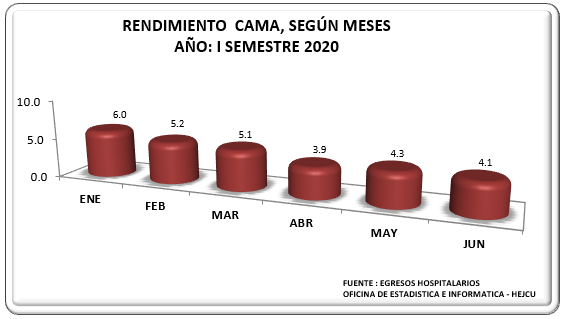 RENDIMIENTO CAMA, SEGÚN MESES
AÑO: I SEMESTRE 2020
10.0
5.0
0.0
6.0
5.2
5.1
3.9
4.3
4.1
ENE
FEB
MAR
ABR
MAY
JUN
FUENTE : EGRESOS HOSPITALARIOS
OFICINA DE ESTADISTICA E INFORMATICA - HEJCU